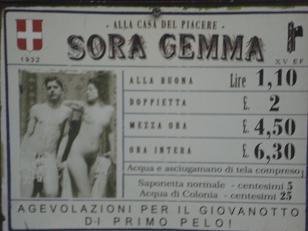 ALLA CASA DEL PIACERE
SORA GEMMA
1932
XV EF
ALLA BUONA Lire 1,10
DOPPIETTA £. 2
MEZZA ORA £. 4,50
ORA INTERA £. 6,30
Acqua e asciugamano di tela compreso
Saponetta normale - centesimi 5
Acqua di Colonia - centesimi 25
AGEVOLAZIONI PER IL GIOVANOTTO
DI PRIMO PELO!